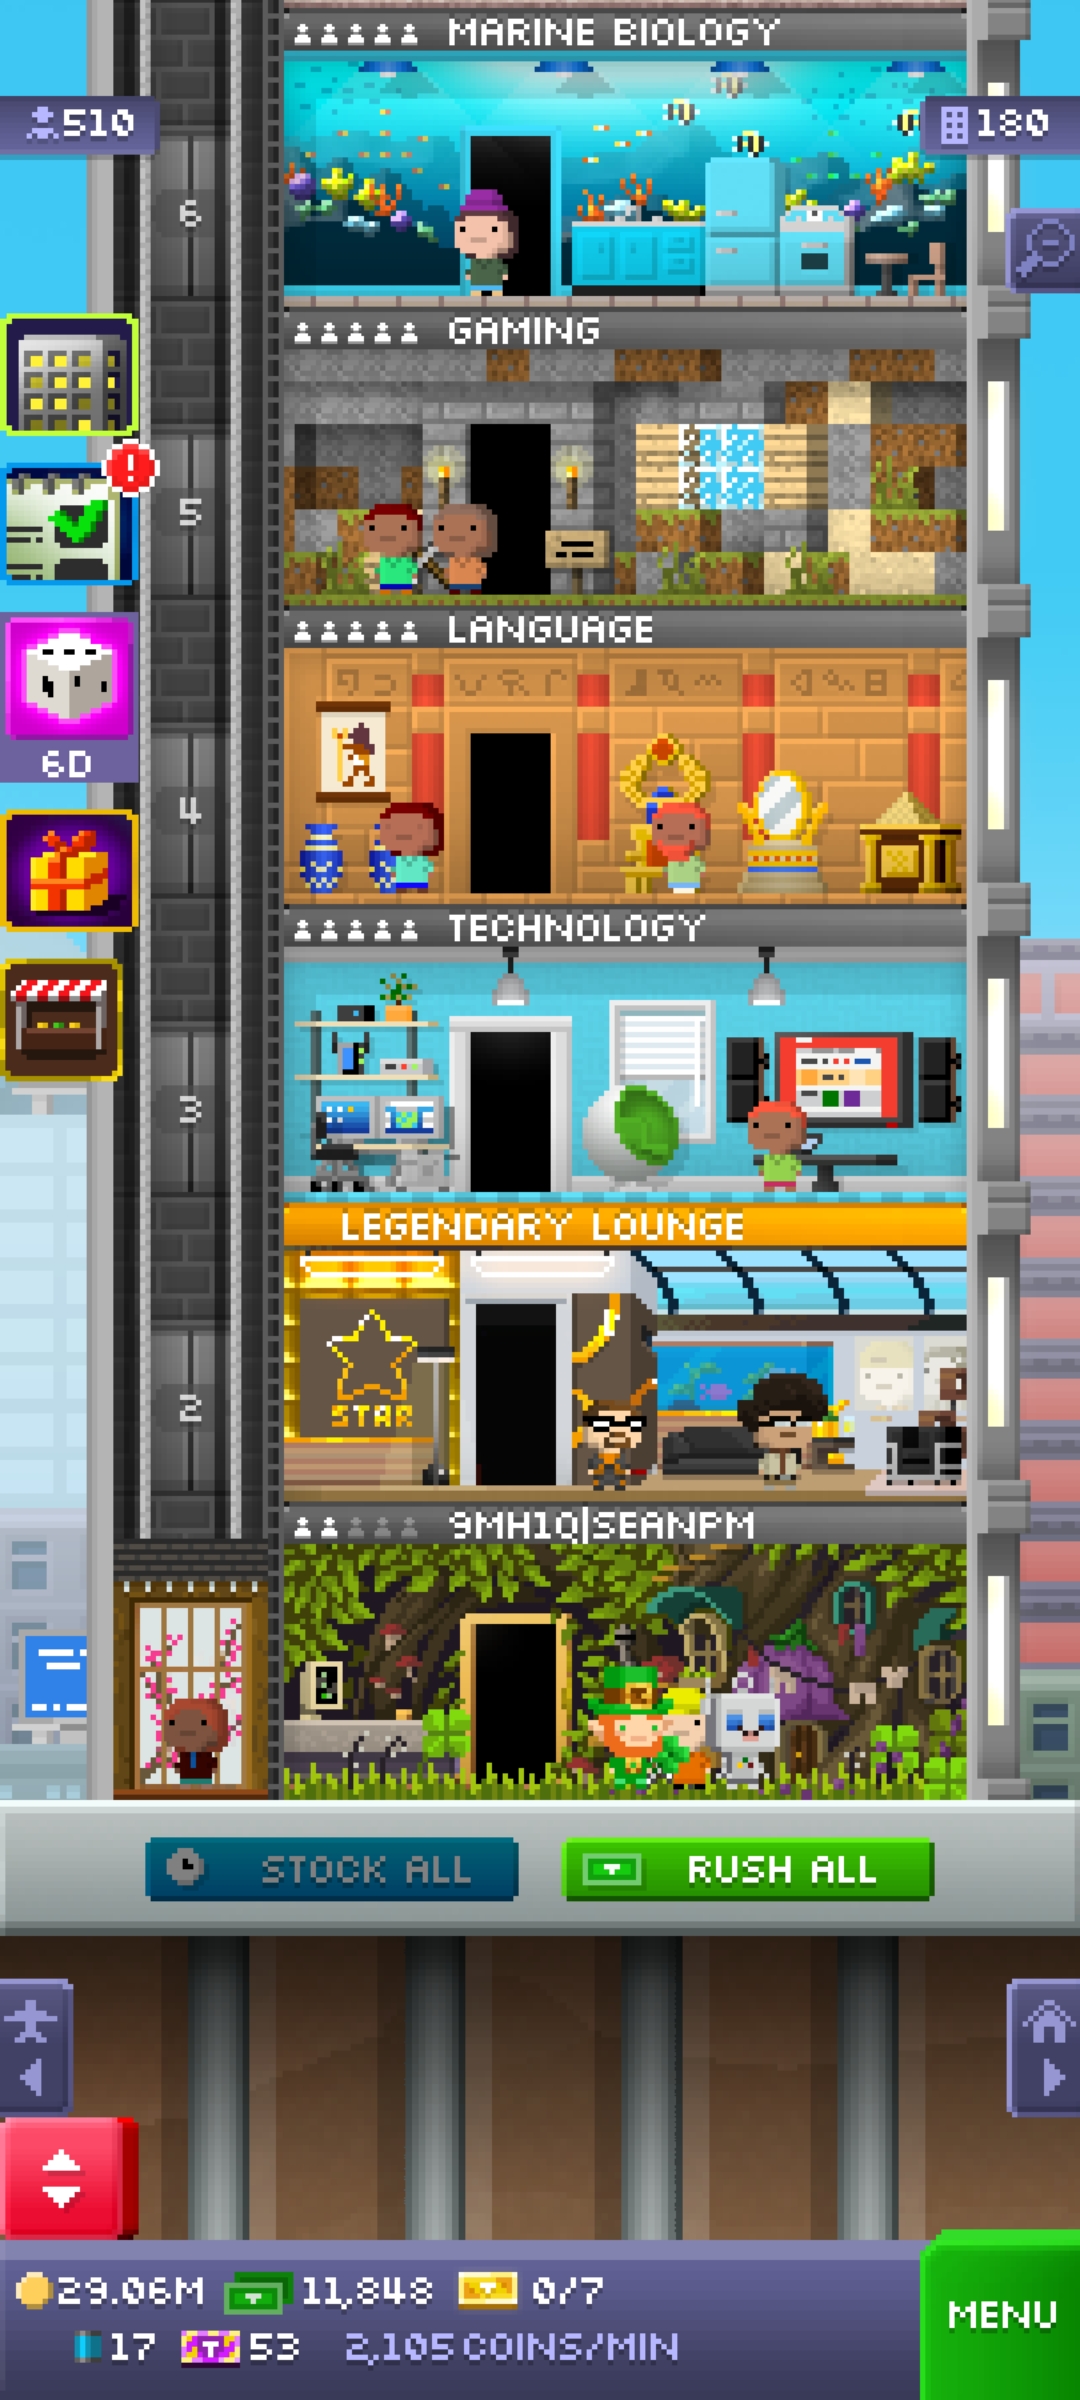 MARINE BIOLOGY
510
180
6
GAMING
5
LANGUAGE
6D
4
TECHNOLOGY
3
LEGENDARY LOUNGE
STAR
2
9MH1Q|SEANPM
STOCK ALL
RUSH ALL
29.06M
11,848
0/7
MENU
17
53
2,105 COINS/MIN